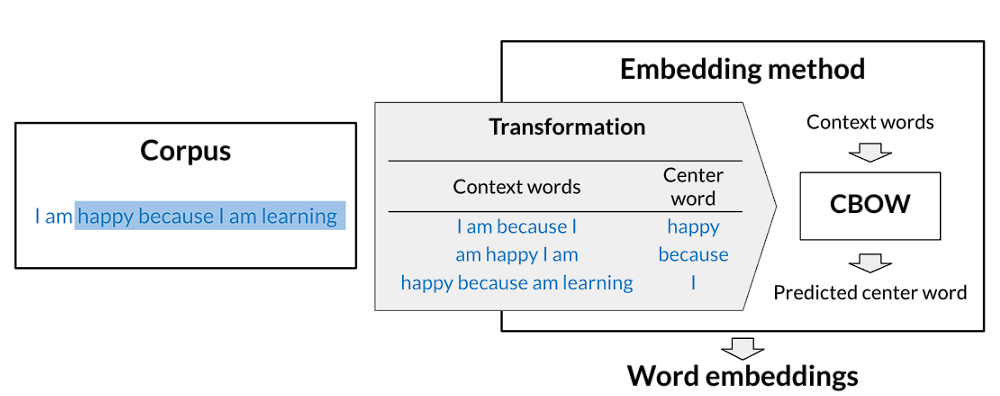 Corpus
I am happy because I am learning
Transformation
Context words
Center
word
I am because I
happy
am happy I am
because
happy because am learning
I
Embedding method
Context words
CBOW
Predicted center word
Word embeddings